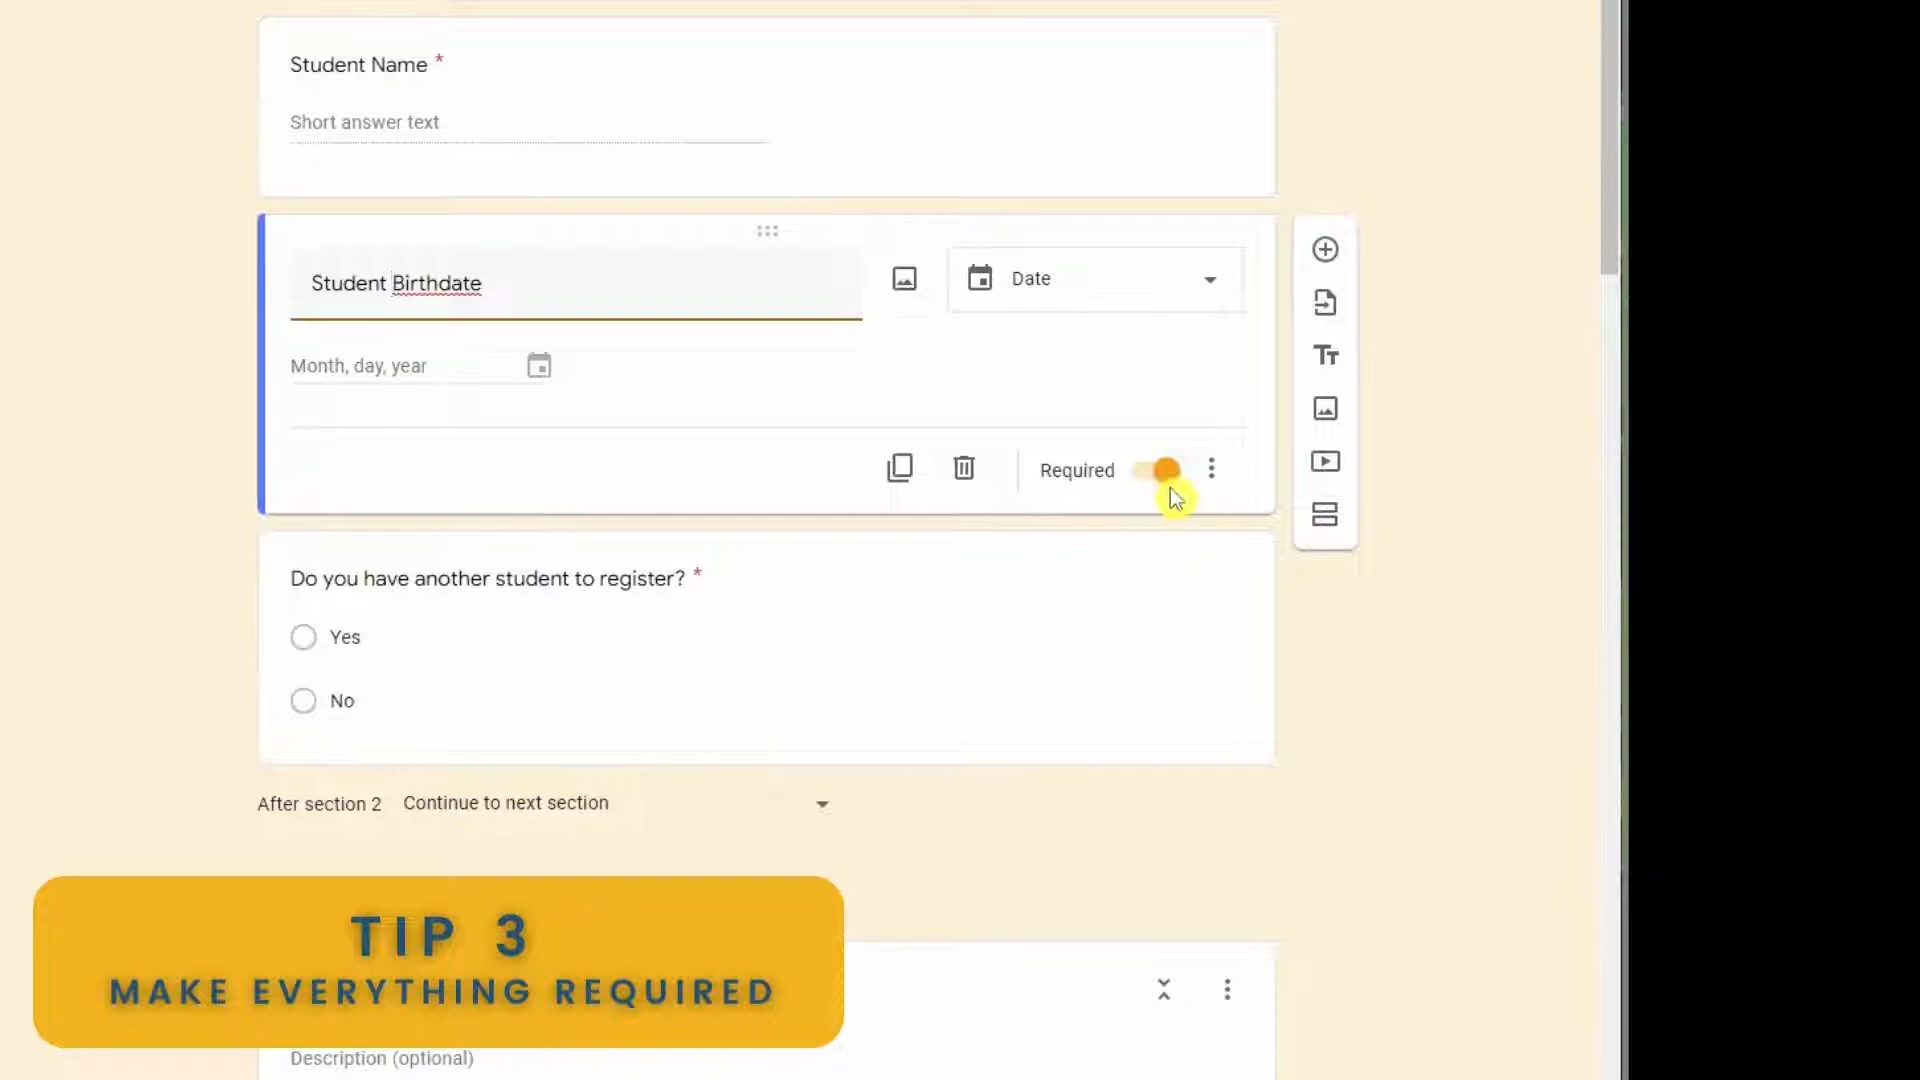 Student Name *
Short answer text
Student Birthdate
Date
Month, day, year
Required
Do you have another student to register? *
Yes
No
After section 2 Continue to next section
TIP 3
MAKE EVERYTHING REQUIRED
Description (optional)